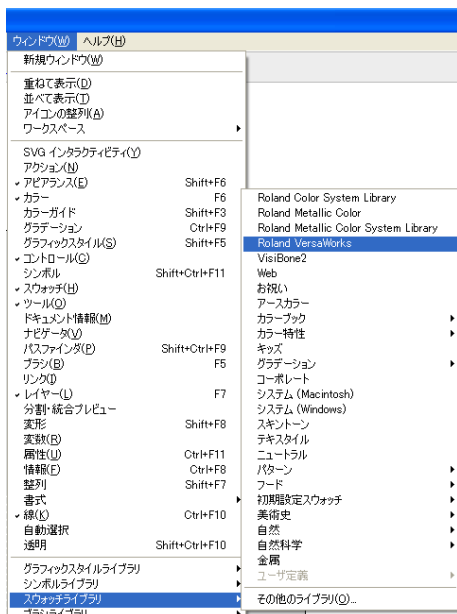 ウィンドウ(W) ヘルプ(H)
新規ウィンドウ(W)
重ねて表示(D)
並べて表示(T)
アイコンの整列(A)
ワークスペース
SVG インタラクティビティ(Y)
アクション(N)
アピアランス(E) Shift+F6
カラー F6
カラーガイド Shift+F3
グラデーション Ctrl+F9
グラフィックスタイル(S) Shift+F5
コントロール(C)
シンボル Shift+Ctrl+F11
スウォッチ(H)
ツール(O)
ドキュメント情報(M)
ナビゲータ(V)
パスファインダ(P) Shift+Ctrl+F9
ブラシ(B) F5
リンク(I)
レイヤー(L) F7
分割・統合プレビュー
変形 Shift+F8
変数(R)
属性(U) Ctrl+F11
情報(F) Ctrl+F8
整列 Shift+F7
書式
線(K) Ctrl+F10
自動選択
透明 Shift+Ctrl+F10
グラフィックスタイルライブラリ
シンボルライブラリ
スウォッチライブラリ
ブラシライブラリ
Roland Color System Library
Roland Metallic Color
Roland Metallic Color System Library
Roland VersaWorks
VisiBone2
Web
お祝い
アースカラー
カラーブック
カラー特性
キッズ
グラデーション
コーポレート
システム (Macintosh)
システム (Windows)
スキントーン
テキスタイル
ニュートラル
パターン
フード
初期設定スウォッチ
美術史
自然
自然科学
金属
ユーザ定義
その他のライブラリ(O)...